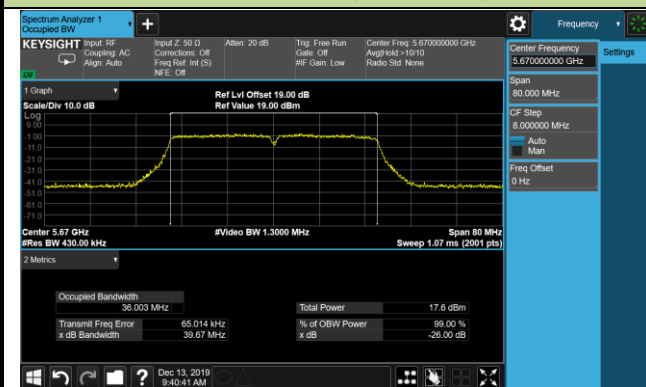 Spectrum Analyzer 1
Occupied BW
Frequency
KEYSIGHT
Input: RF
Coupling: AC
Align: Auto
Input Z: 50 Ω
Corrections: Off
Freq Ref: Int (S)
NFE: Off
Atten: 20 dB
Trig: Free Run
Gate: Off
#IF Gain: Low
Center Freq: 5.670000000 GHz
Avg|Hold:>10/10
Radio Std: None
Center Frequency
5.670000000 GHz
Settings
Span
80.000 MHz
CF Step
8.000000 MHz
Auto
Man
Freq Offset
0 Hz
1 Graph
Scale/Div 10.0 dB
Ref Lvl Offset 19.00 dB
Ref Value 19.00 dBm
Log
9.00
-1.00
-11.0
-21.0
-31.0
-41.0
-51.0
-61.0
-71.0
Center 5.67 GHz
#Video BW 1.3000 MHz
Span 80 MHz
#Res BW 430.00 kHz
Sweep 1.07 ms (2001 pts)
2 Metrics
Occupied Bandwidth
36.003 MHz
Total Power 17.6 dBm
Transmit Freq Error 65.014 kHz
% of OBW Power 99.00 %
x dB Bandwidth 39.67 MHz
x dB -26.00 dB
Dec 13, 2019
9:40:41 AM